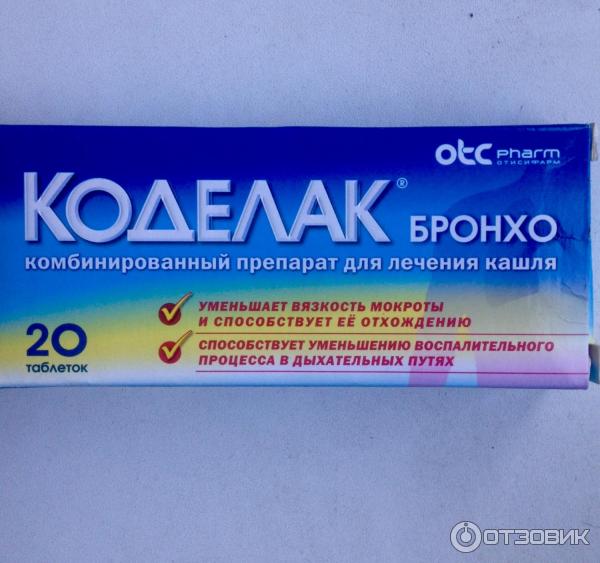 otc pharm
ОТИСИФАРМ
КОДЕЛАК® БРОНХО
комбинированный препарат для лечения кашля
УМЕНЬШАЕТ ВЯЗКОСТЬ МОКРОТЫ
И СПОСОБСТВУЕТ ЕЁ ОТХОЖДЕНИЮ
20
таблеток
СПОСОБСТВУЕТ УМЕНЬШЕНИЮ ВОСПАЛИТЕЛЬНОГО
ПРОЦЕССА В ДЫХАТЕЛЬНЫХ ПУТЯХ
ОТЗОВИК